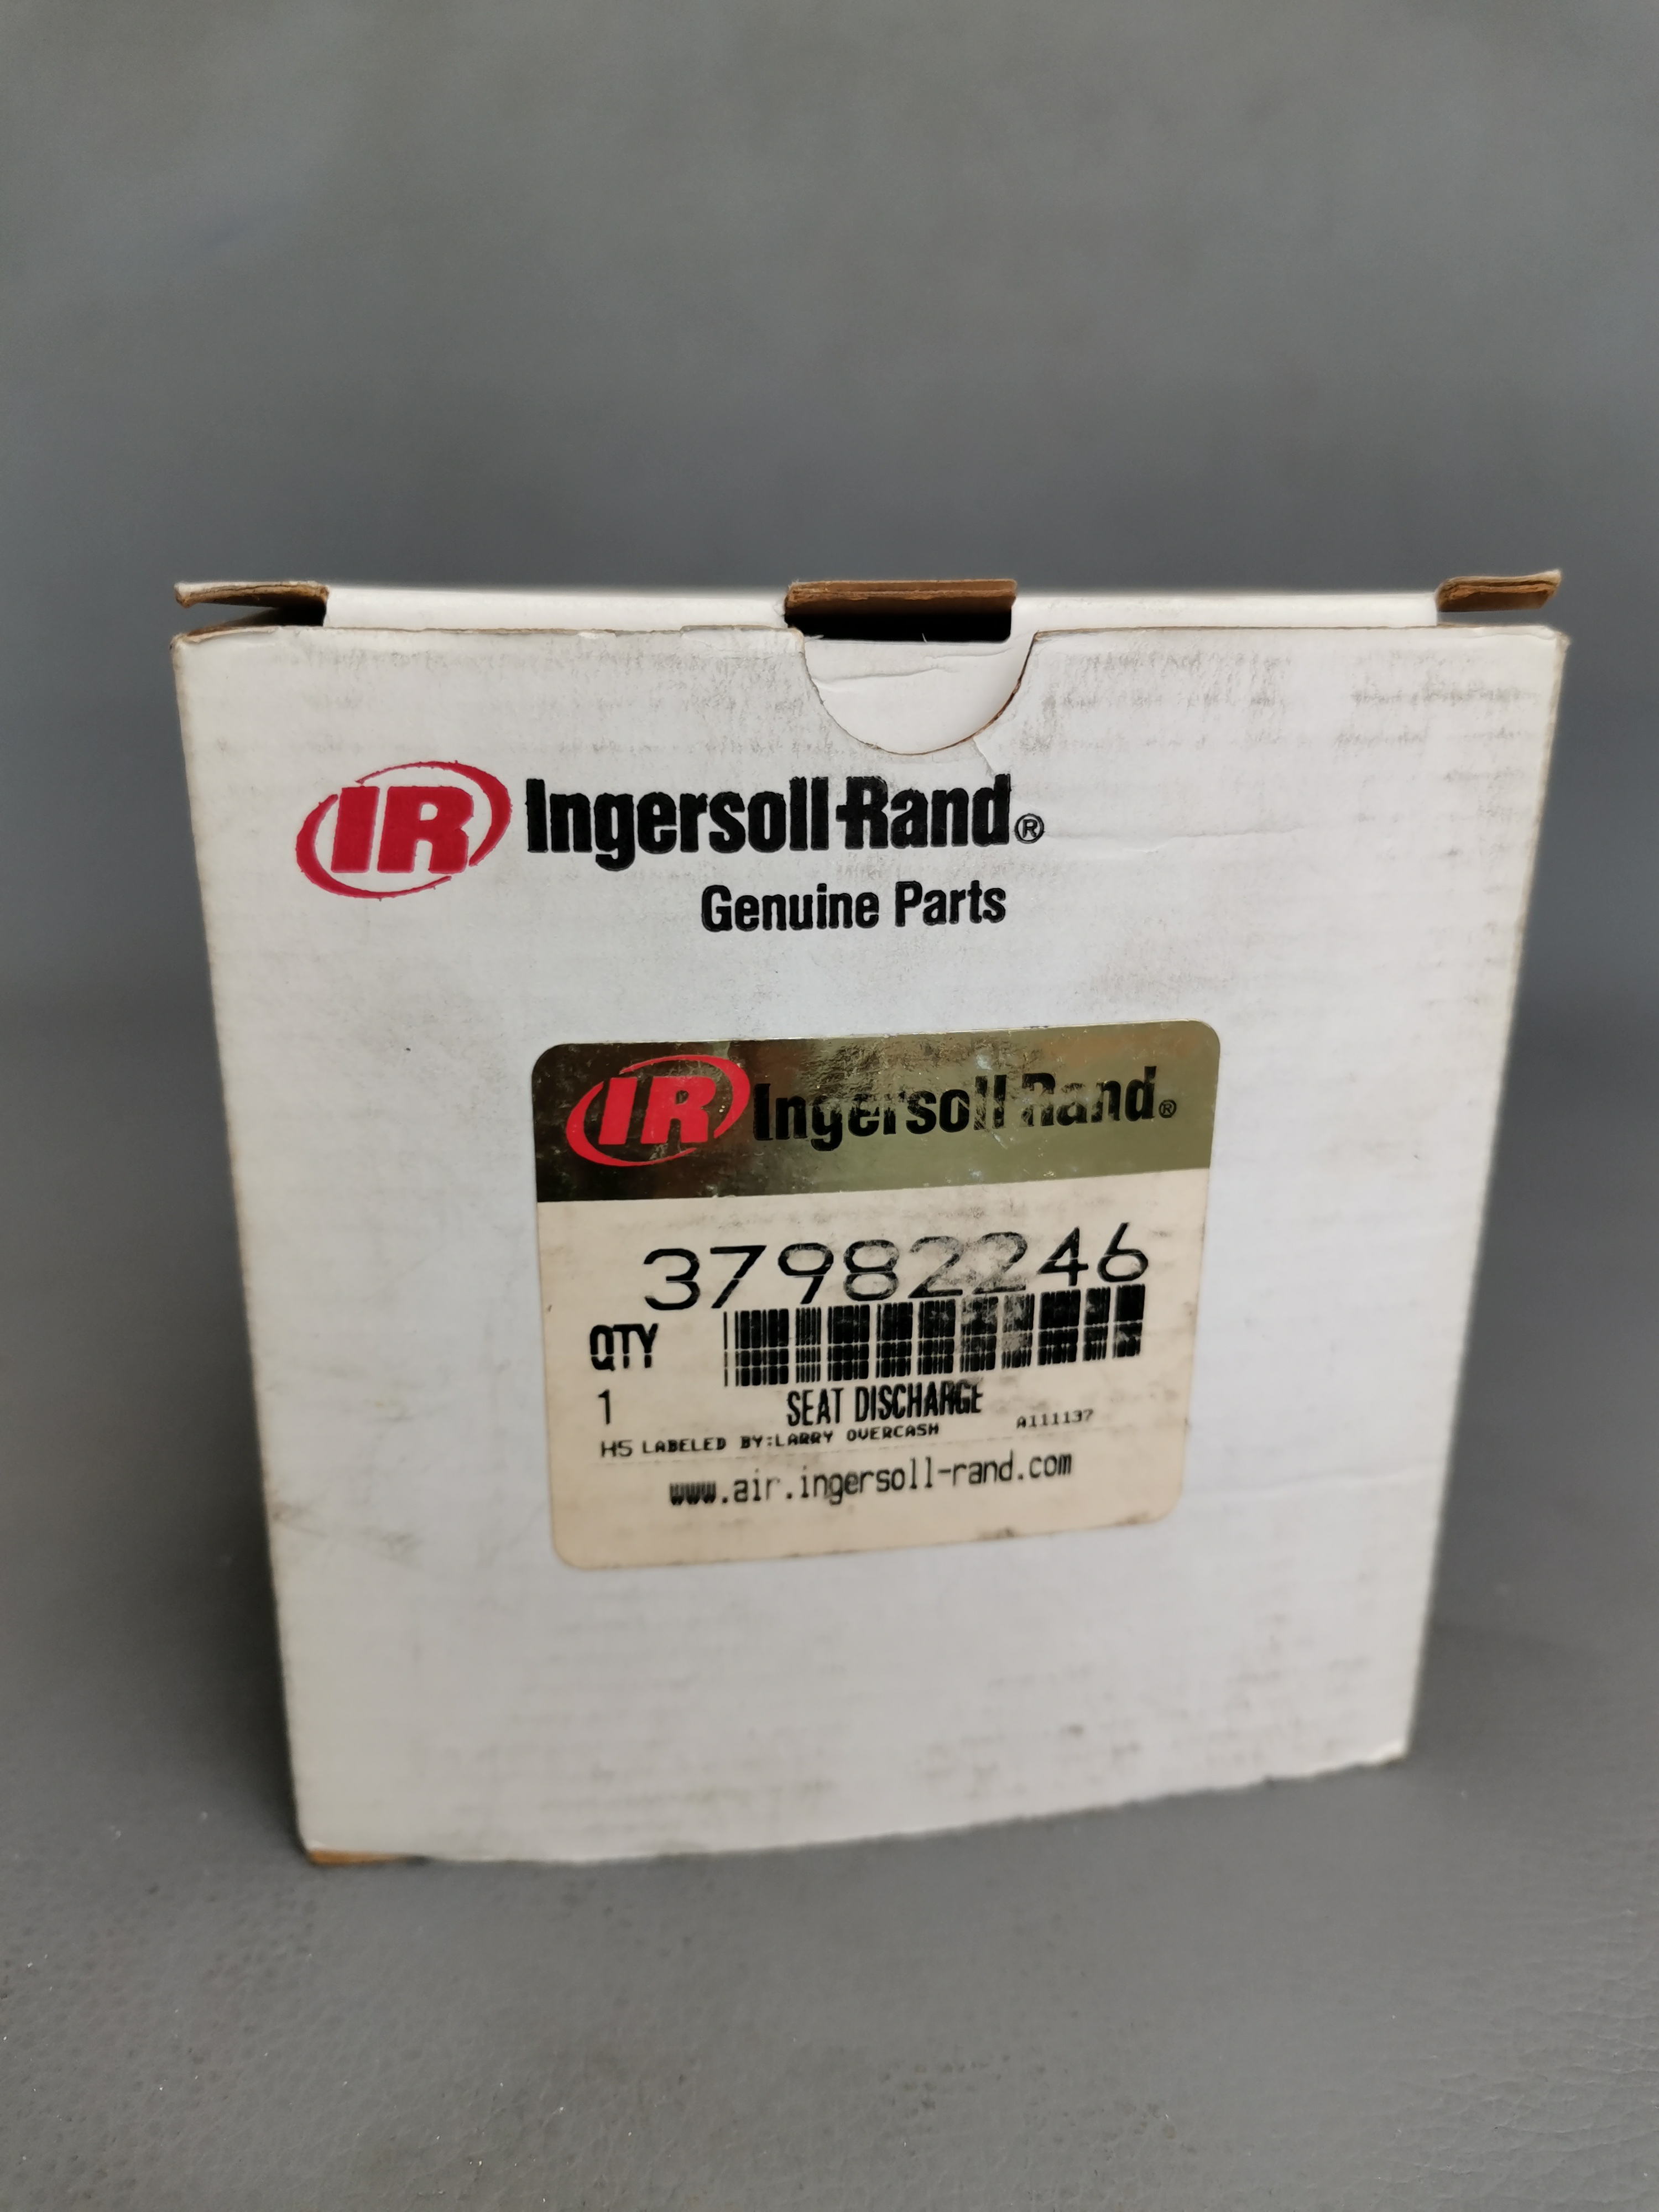 IR Ingersoll-Rand®
Genuine Parts
IR Ingersoll-Rand®
37982246
QTY
1 SEAT DISCHARGE
H5 LABELED BY:LARRY OVERCASH A111137
www.air.ingersoll-rand.com